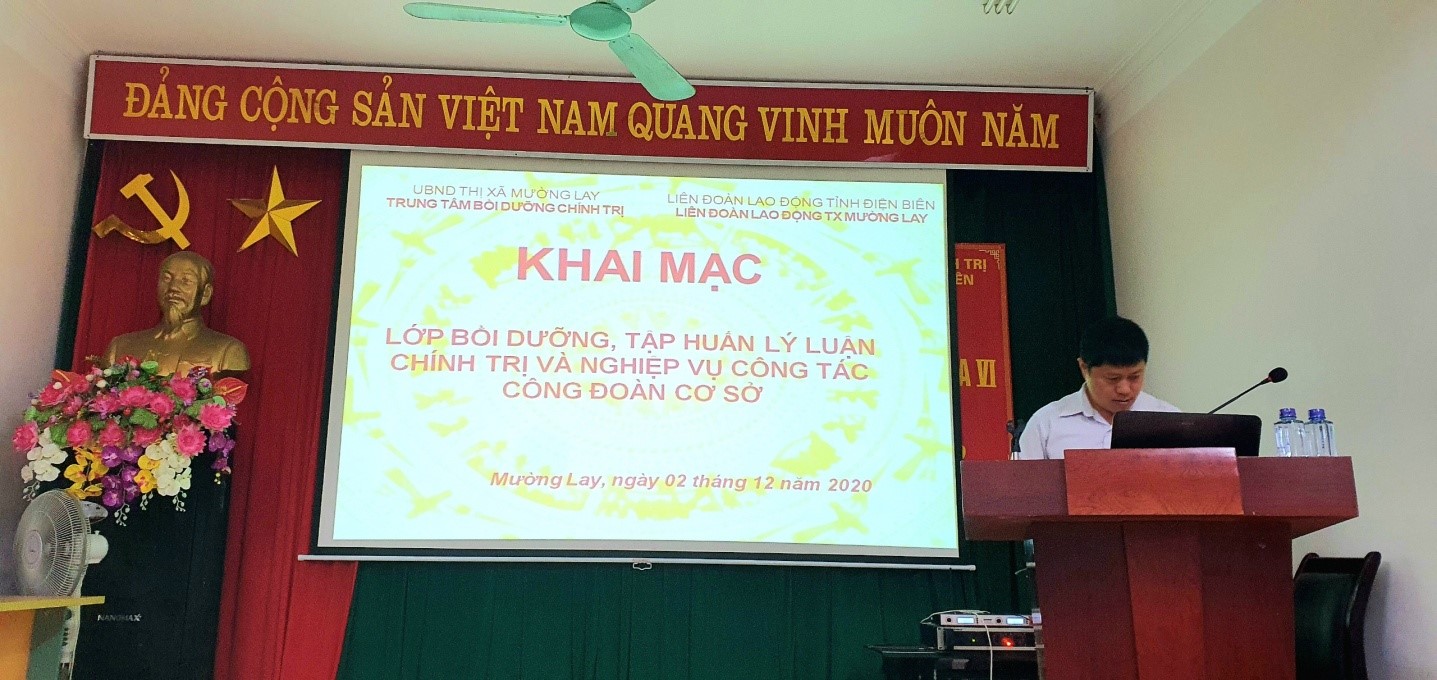 ĐẢNG CỘNG SẢN VIỆT NAM QUANG VINH MUÔN NĂM
UBND THỊ XÃ MƯỜNG LAY
TRUNG TÂM BỒI DƯỠNG CHÍNH TRỊ
LIÊN ĐOÀN LAO ĐỘNG TỈNH ĐIỆN BIÊN
LIÊN ĐOÀN LAO ĐỘNG TX MƯỜNG LAY
KHAI MẠC
LỚP BỒI DƯỠNG, TẬP HUẤN LÝ LUẬN
CHÍNH TRỊ VÀ NGHIỆP VỤ CÔNG TÁC
CÔNG ĐOÀN CƠ SỞ
Mường Lay, ngày 02 tháng 12 năm 2020
TRỊ
VI
NANOMAX